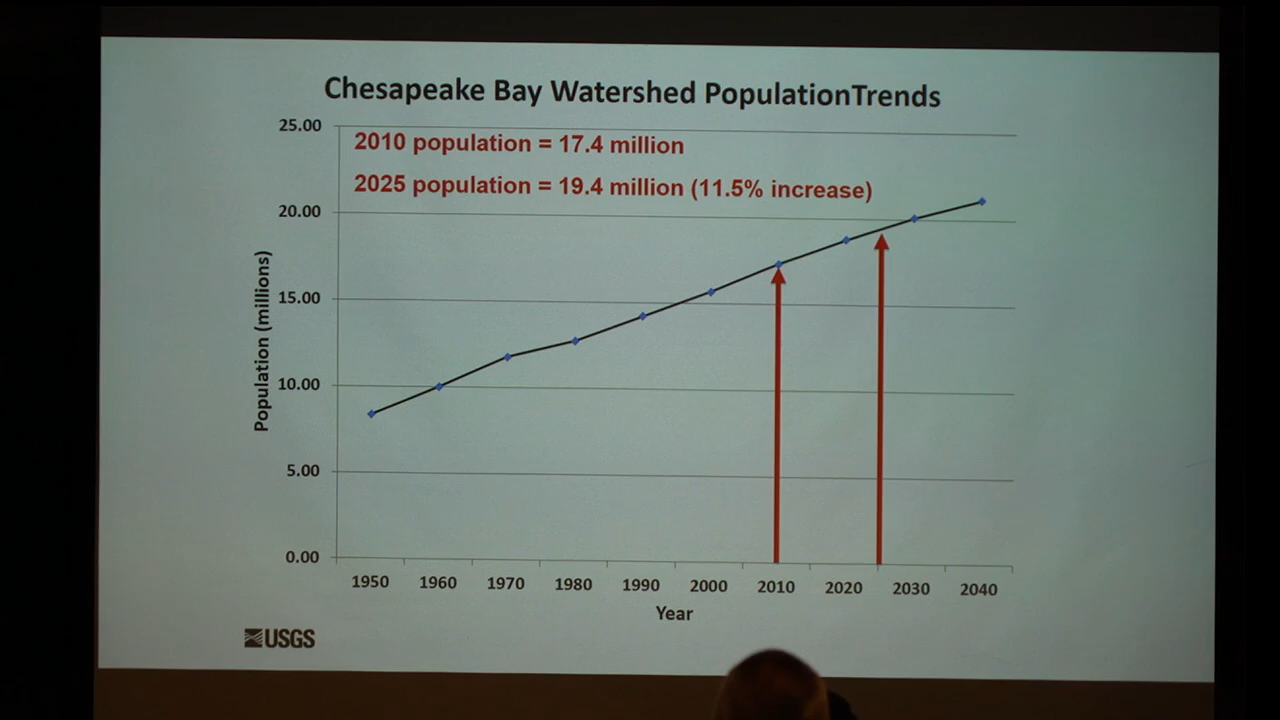 Chesapeake Bay Watershed PopulationTrends
25.00
2010 population = 17.4 million
2025 population = 19.4 million (11.5% increase)
20.00
15.00
10.00
5.00
0.00
Population (millions)
1950 1960 1970 1980 1990 2000 2010 2020 2030 2040
Year
USGS